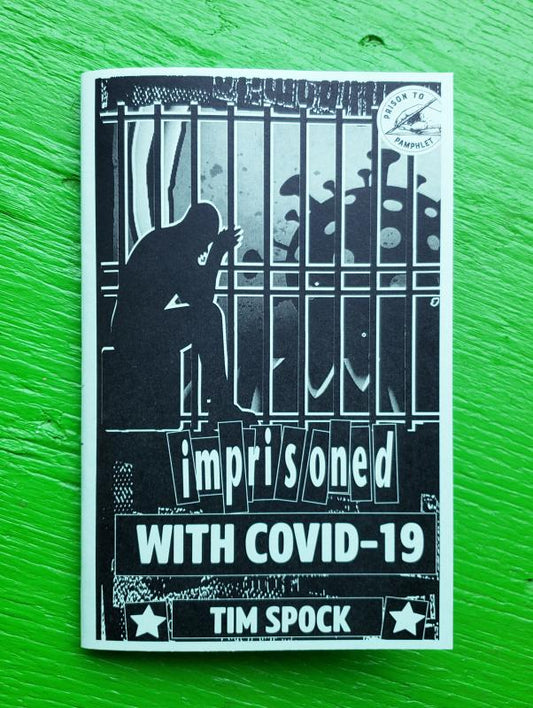 PRISON TO
PAMPHLET
imprisoned
WITH COVID-19
TIM SPOCK